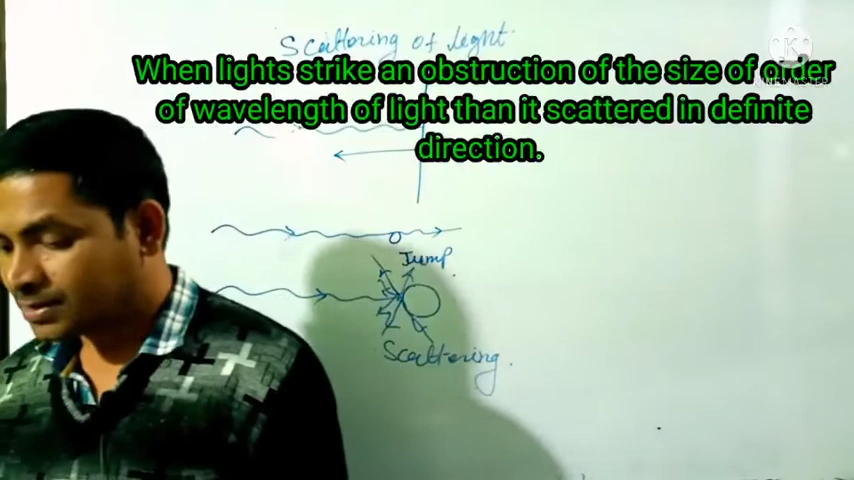 Scattering of light
When lights strike an obstruction of the size of order
of wavelength of light than it scattered in definite
direction.
KINEMASTER
Jump
Scattering.